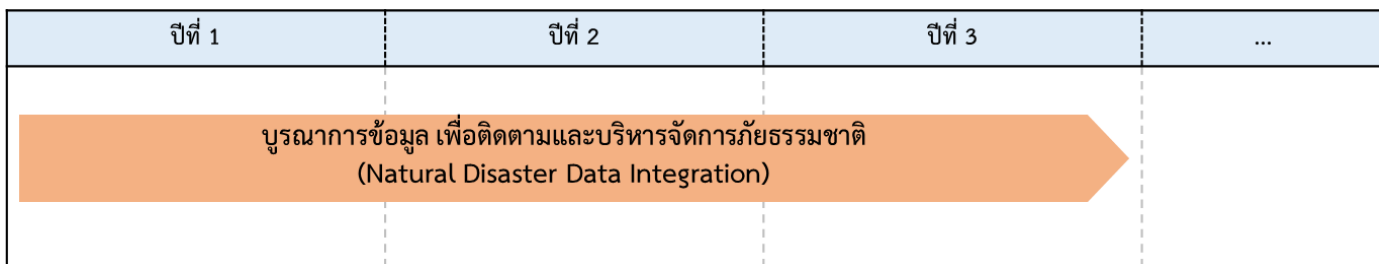 ปีที่ 1 ปีที่ 2 ปีที่ 3 ...
บูรณาการข้อมูล เพื่อติดตามและบริหารจัดการภัยธรรมชาติ
(Natural Disaster Data Integration)